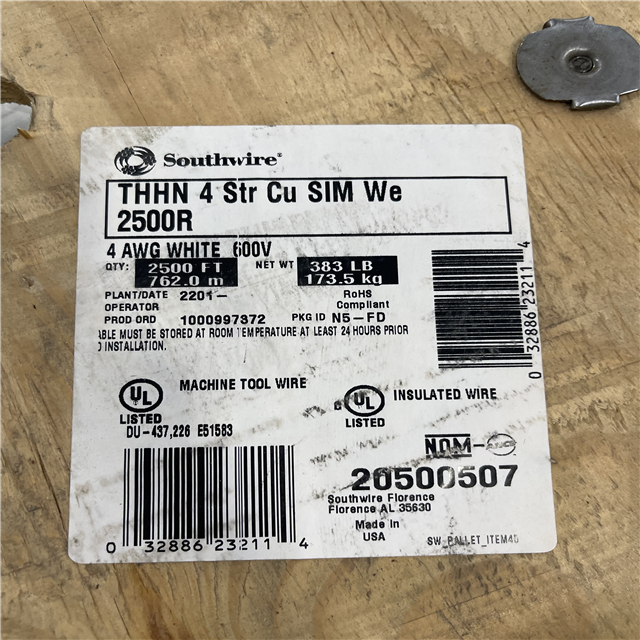 Southwire
THHN 4 Str Cu SIM We
2500R
4 AWG WHITE 600V
QTY: 2500 FT NET WT 383 LB
762.0 m 173.5 kg
PLANT/DATE 2201- RoHS
OPERATOR Compliant
PROD ORD 1000997372 PKG ID N5-FD
ABLE MUST BE STORED AT ROOM TEMPERATURE AT LEAST 24 HOURS PRIOR
O INSTALLATION.
0 32886 23211 4
UL MACHINE TOOL WIRE
LISTED
DU-437,226 E51583
c UL INSULATED WIRE
LISTED
NOM-ANCE
20500507
Southwire Florence
Florence AL 35630
Made In
USA
SW_PALLET_ITEM40
0 32886 23211 4